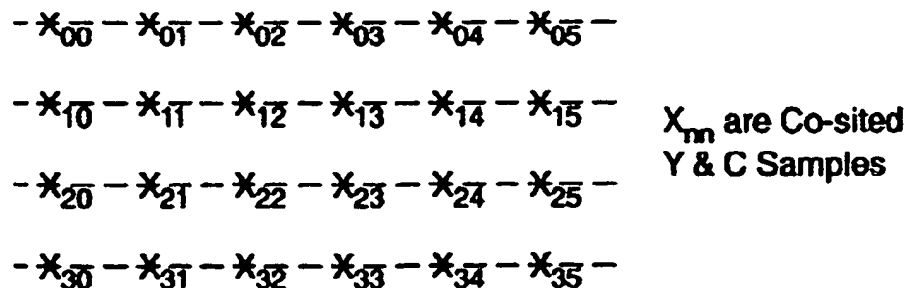 X00 X01 X02 X03 X04 X05
X10 X11 X12 X13 X14 X15
Xnn are Co-sited
Y & C Samples
X20 X21 X22 X23 X24 X25
X30 X31 X32 X33 X34 X35